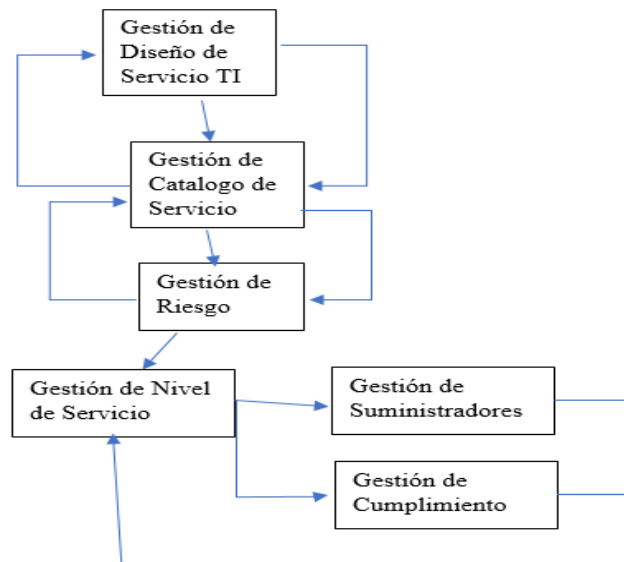 Gestión de
Diseño de
Servicio TI
Gestión de
Catalogo de
Servicio
Gestión de
Riesgo
Gestión de Nivel
de Servicio
Gestión de
Suministradores
Gestión de
Cumplimiento